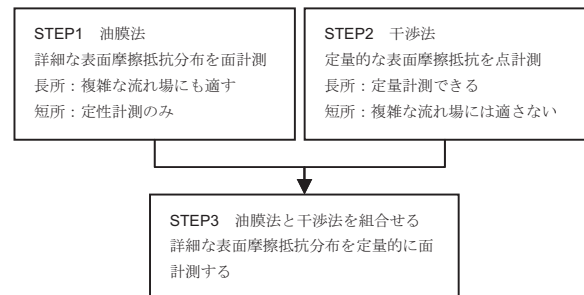 STEP1 油膜法
詳細な表面摩擦抵抗分布を面計測
長所：複雑な流れ場にも適す
短所：定性計測のみ
STEP2 干渉法
定量的な表面摩擦抵抗を点計測
長所：定量計測できる
短所：複雑な流れ場には適さない
STEP3 油膜法と干渉法を組合せる
詳細な表面摩擦抵抗分布を定量的に面
計測する